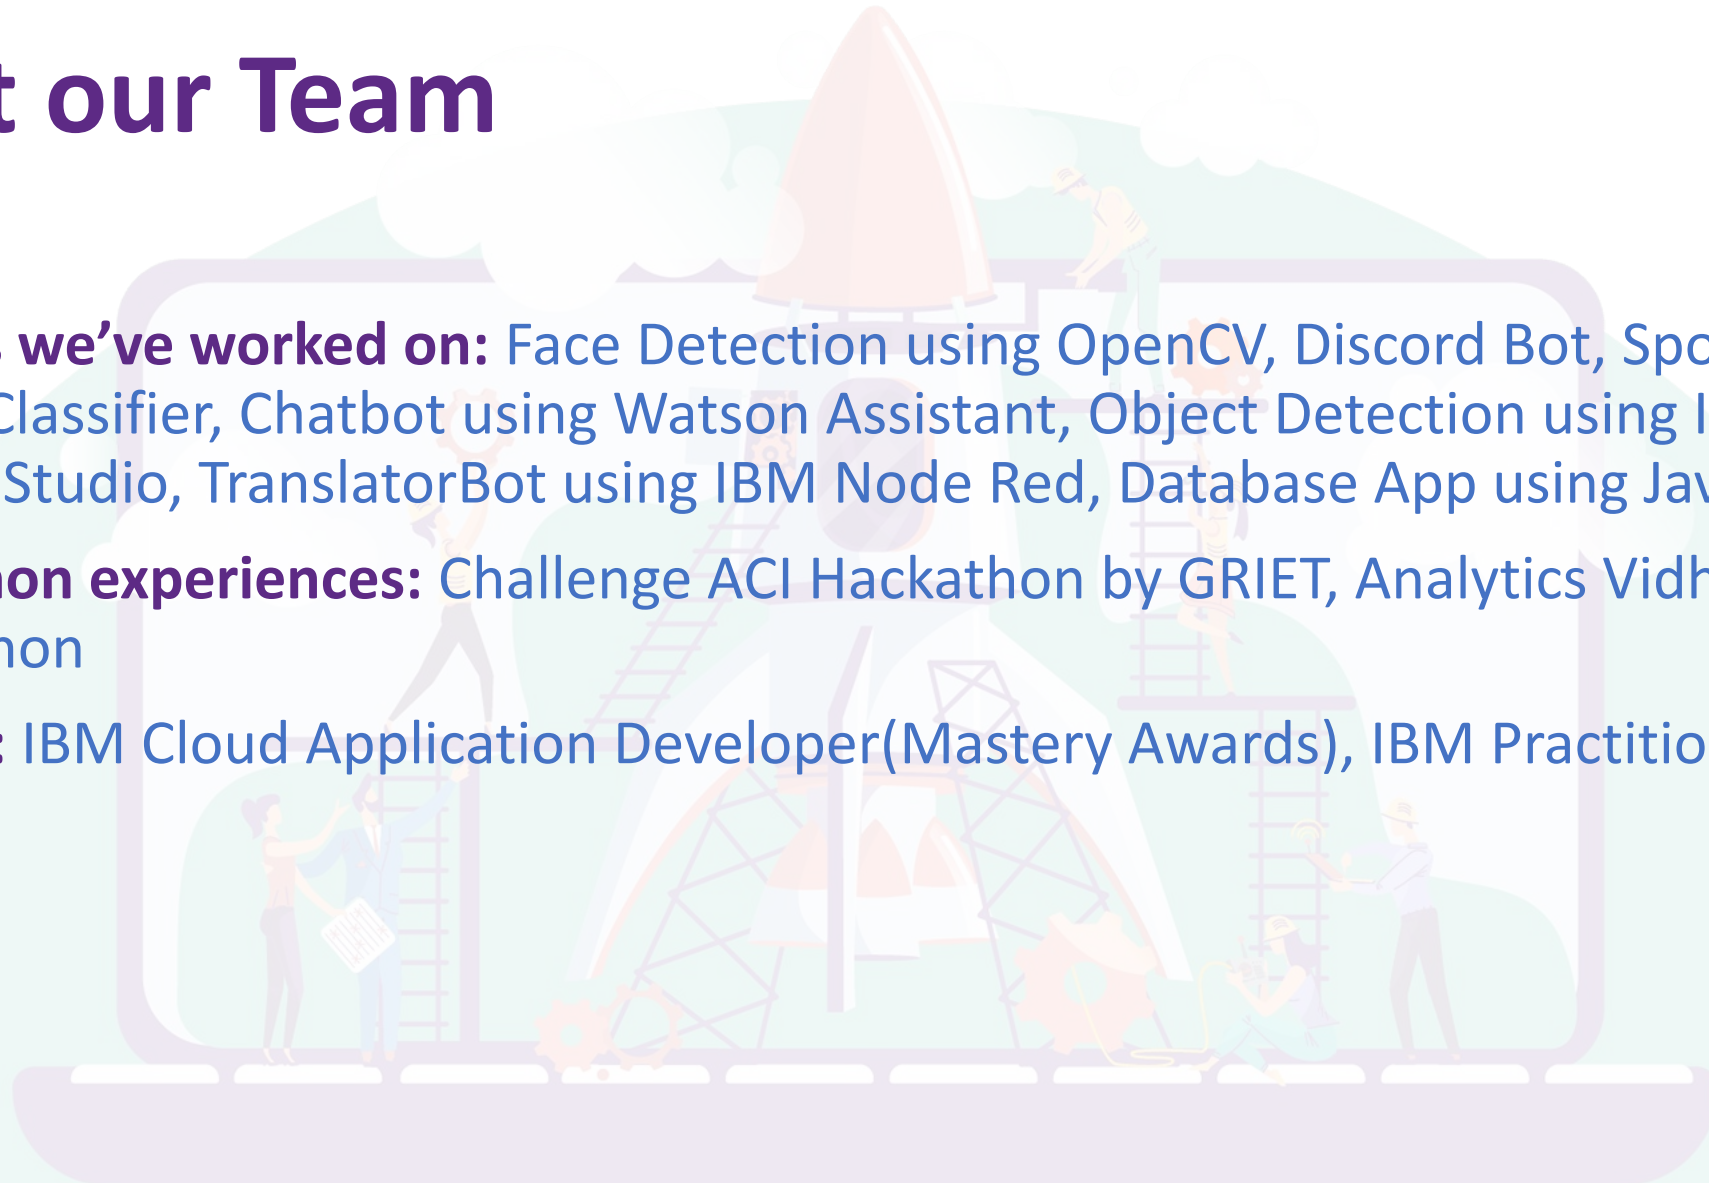 t our Team
s we’ve worked on: Face Detection using OpenCV, Discord Bot, Spo
Classifier, Chatbot using Watson Assistant, Object Detection using I
Studio, TranslatorBot using IBM Node Red, Database App using Jav
non experiences: Challenge ACI Hackathon by GRIET, Analytics Vidh
non
: IBM Cloud Application Developer(Mastery Awards), IBM Practitio